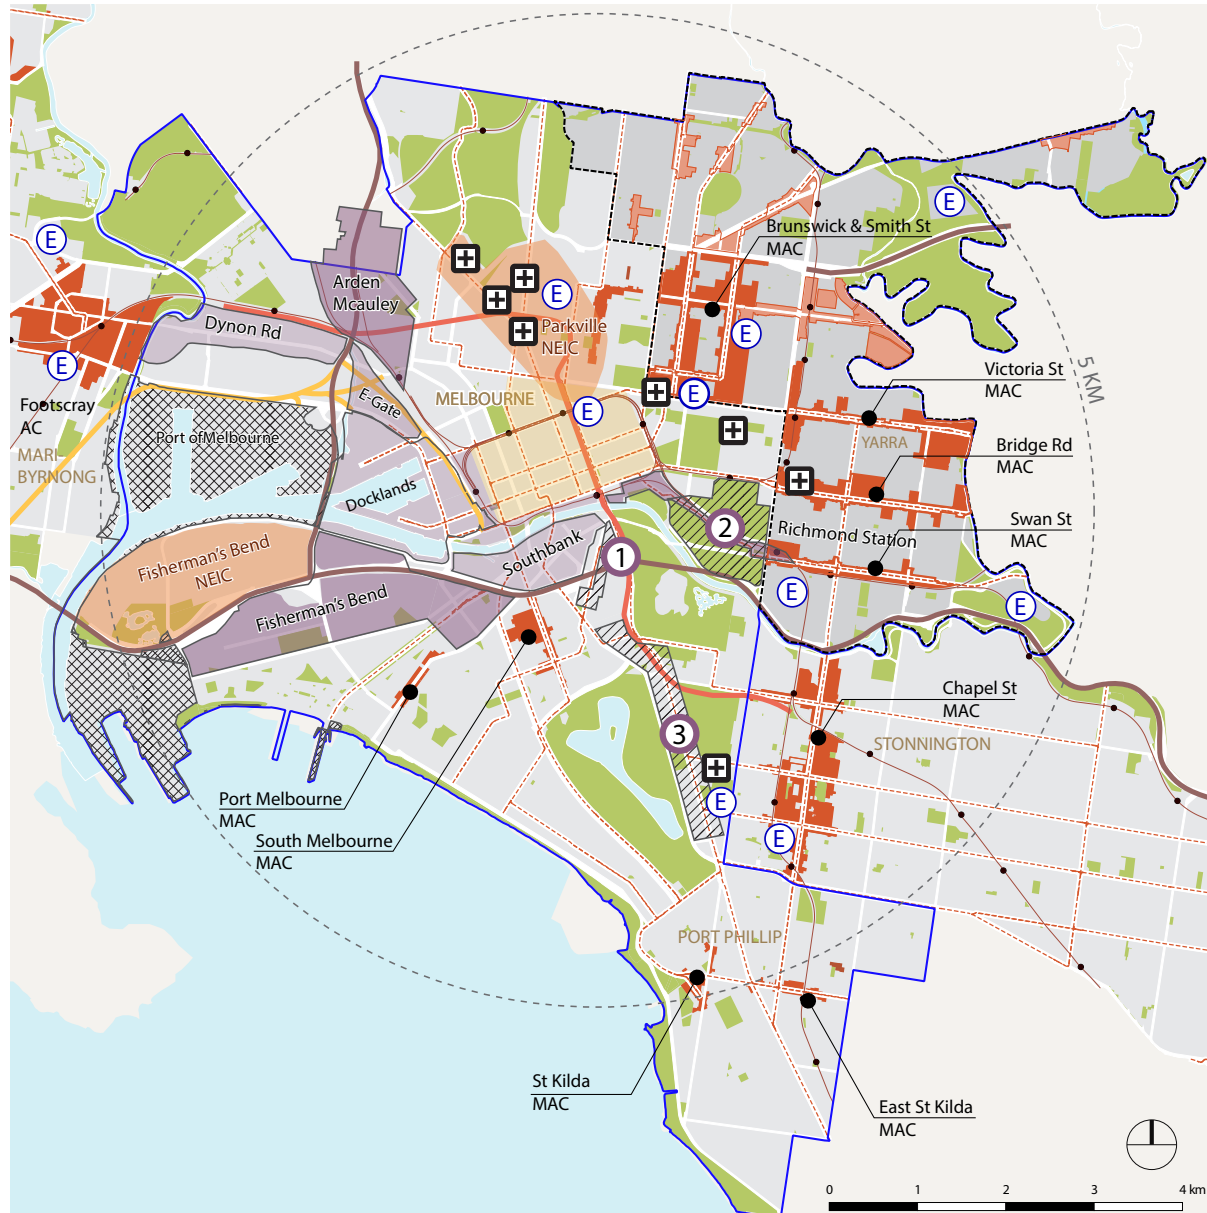 Brunswick & Smith St
MAC
E
E
Arden
Mcauley
E
Dynon Rd
Parkville
NEIC
E
5 KM
E
Victoria St
MAC
E
E
Footscray
AC
E-Gate
MELBOURNE
E
Port of Melbourne
YARRA
Bridge Rd
MAC
MARI-
BYRNONG
Docklands
Swan St
MAC
2
Richmond Station
Fisherman's Bend
NEIC
Southbank
1
Fisherman's Bend
E
E
Chapel St
MAC
3
STONNINGTON
Port Melbourne
MAC
E
South Melbourne
MAC
E
PORT PHILLIP
St Kilda
MAC
East St Kilda
MAC
0 1 2 3 4 km